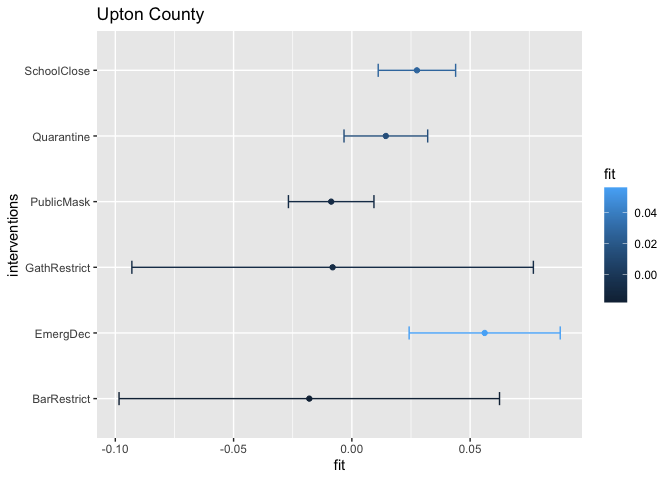 Upton County
interventions
SchoolClose
Quarantine
PublicMask
GathRestrict
EmergDec
BarRestrict
-0.10 -0.05 0.00 0.05
fit
fit
0.04
0.02
0.00